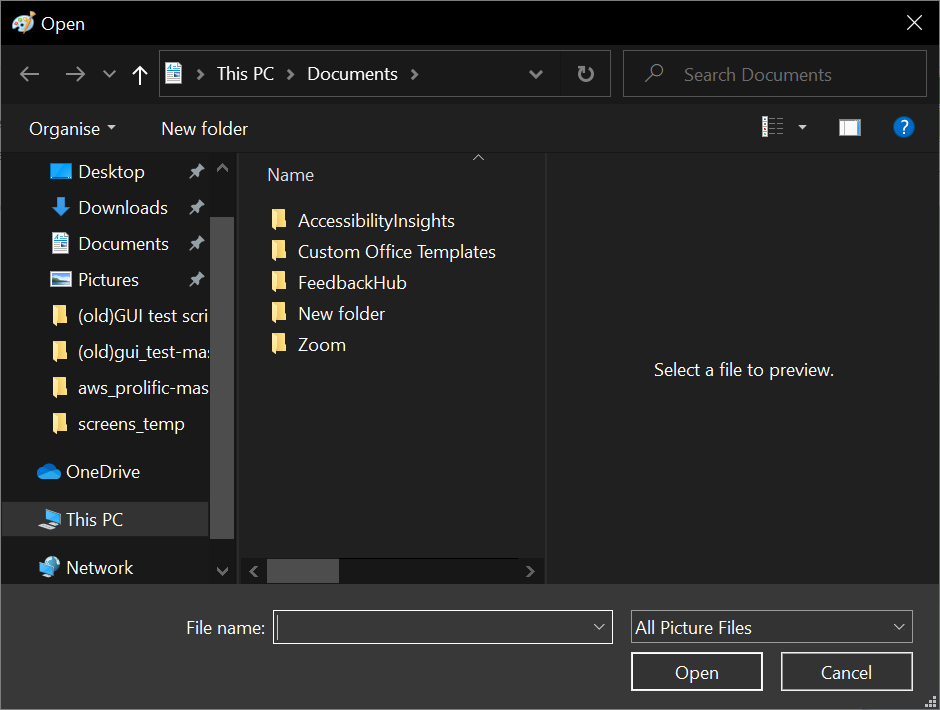 Open
This PC
Documents
Search Documents
Organise
New folder
?
Desktop
Downloads
Documents
Pictures
(old)GUI test scri
(old)gui_test-mas
aws_prolific-mas
screens_temp
OneDrive
This PC
Network
Name
AccessibilityInsights
Custom Office Templates
FeedbackHub
New folder
Zoom
Select a file to preview.
File name:
All Picture Files
Open
Cancel